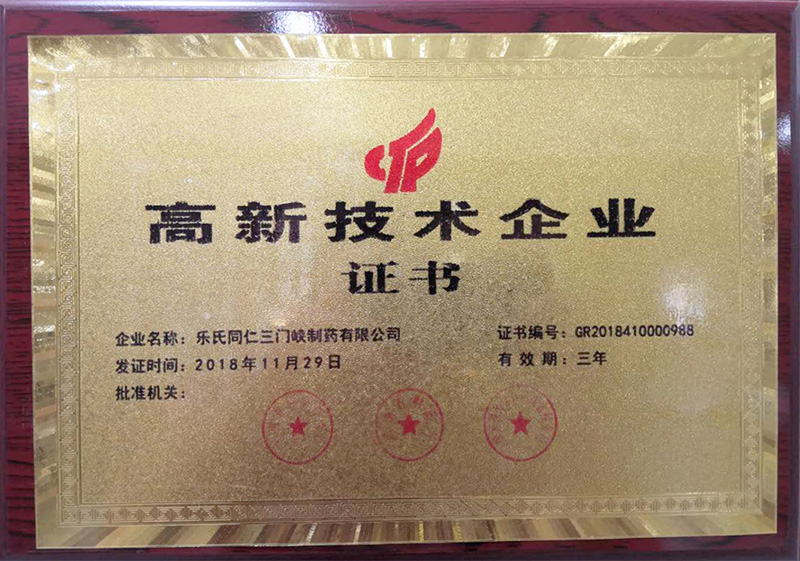 高新技术企业
证书
企业名称：乐氏同仁三门峡制药有限公司
证书编号：GR2018410000988
发证时间：2018年11月29日
有效期：三年
批准机关：